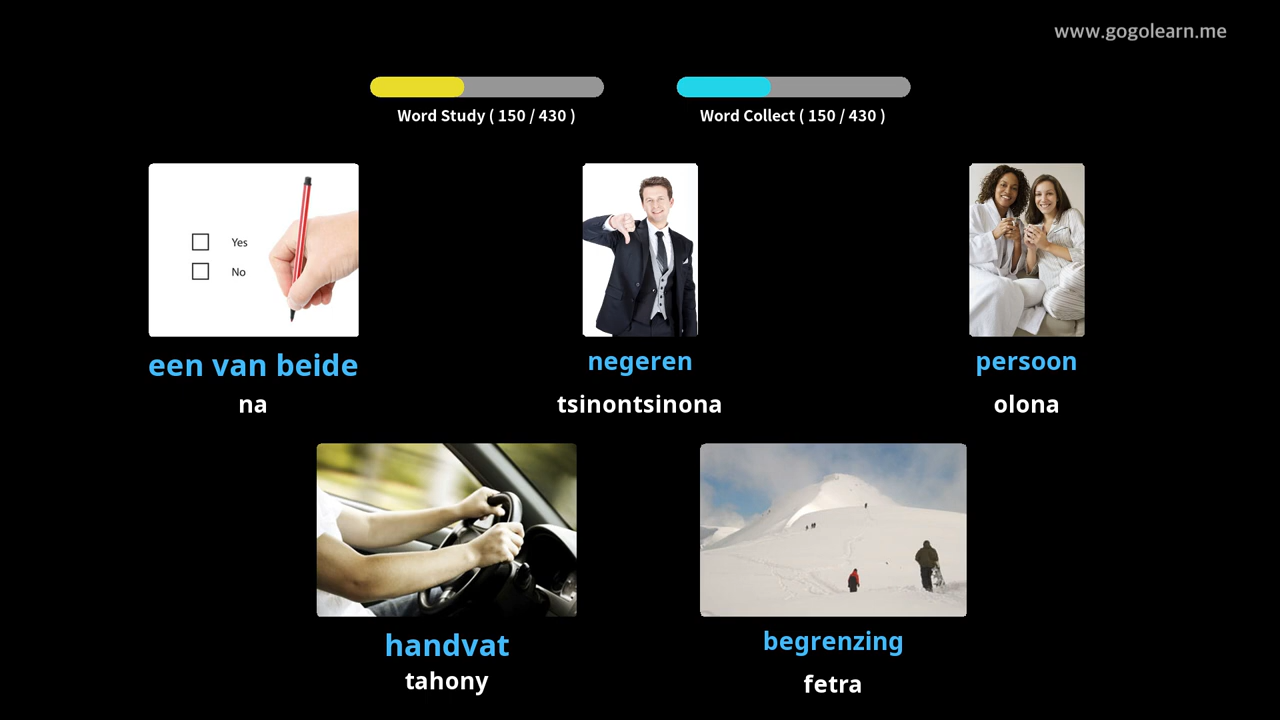 www.gogolearn.me
Word Study ( 150 / 430 )
Word Collect ( 150 / 430 )
Yes
No
een van beide
na
negeren
tsinontsinona
persoon
olona
handvat
tahony
begrenzing
fetra